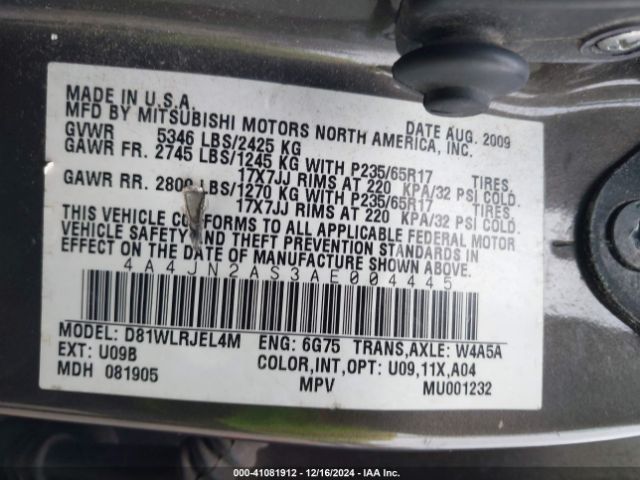 MADE IN U.S.A. DATE AUG. 2009
MFD BY MITSUBISHI MOTORS NORTH AMERICA, INC.
GVWR 5346 LBS/2425 KG
GAWR FR. 2745 LBS/1245 KG WITH P235/65R17 TIRES,
17X7JJ RIMS AT 220 KPA/32 PSI COLD.
GAWR RR. 2800 LBS/1270 KG WITH P235/65R17 TIRES,
17X7JJ RIMS AT 220 KPA/32 PSI COLD.
THIS VEHICLE CONFORMS TO ALL APPLICABLE FEDERAL MOTOR
VEHICLE SAFETY AND THEFT PREVENTION STANDARDS IN
EFFECT ON THE DATE OF MANUFACTURE SHOWN ABOVE.
4A4JN2AS3AE004445
MODEL: D81WLRJEL4M ENG: 6G75 TRANS,AXLE: W4A5A
EXT: U09B COLOR,INT,OPT: U09,11X,A04
MDH 081905 MPV MU001232
000-41081912 - 12/16/2024 - IAA Inc.